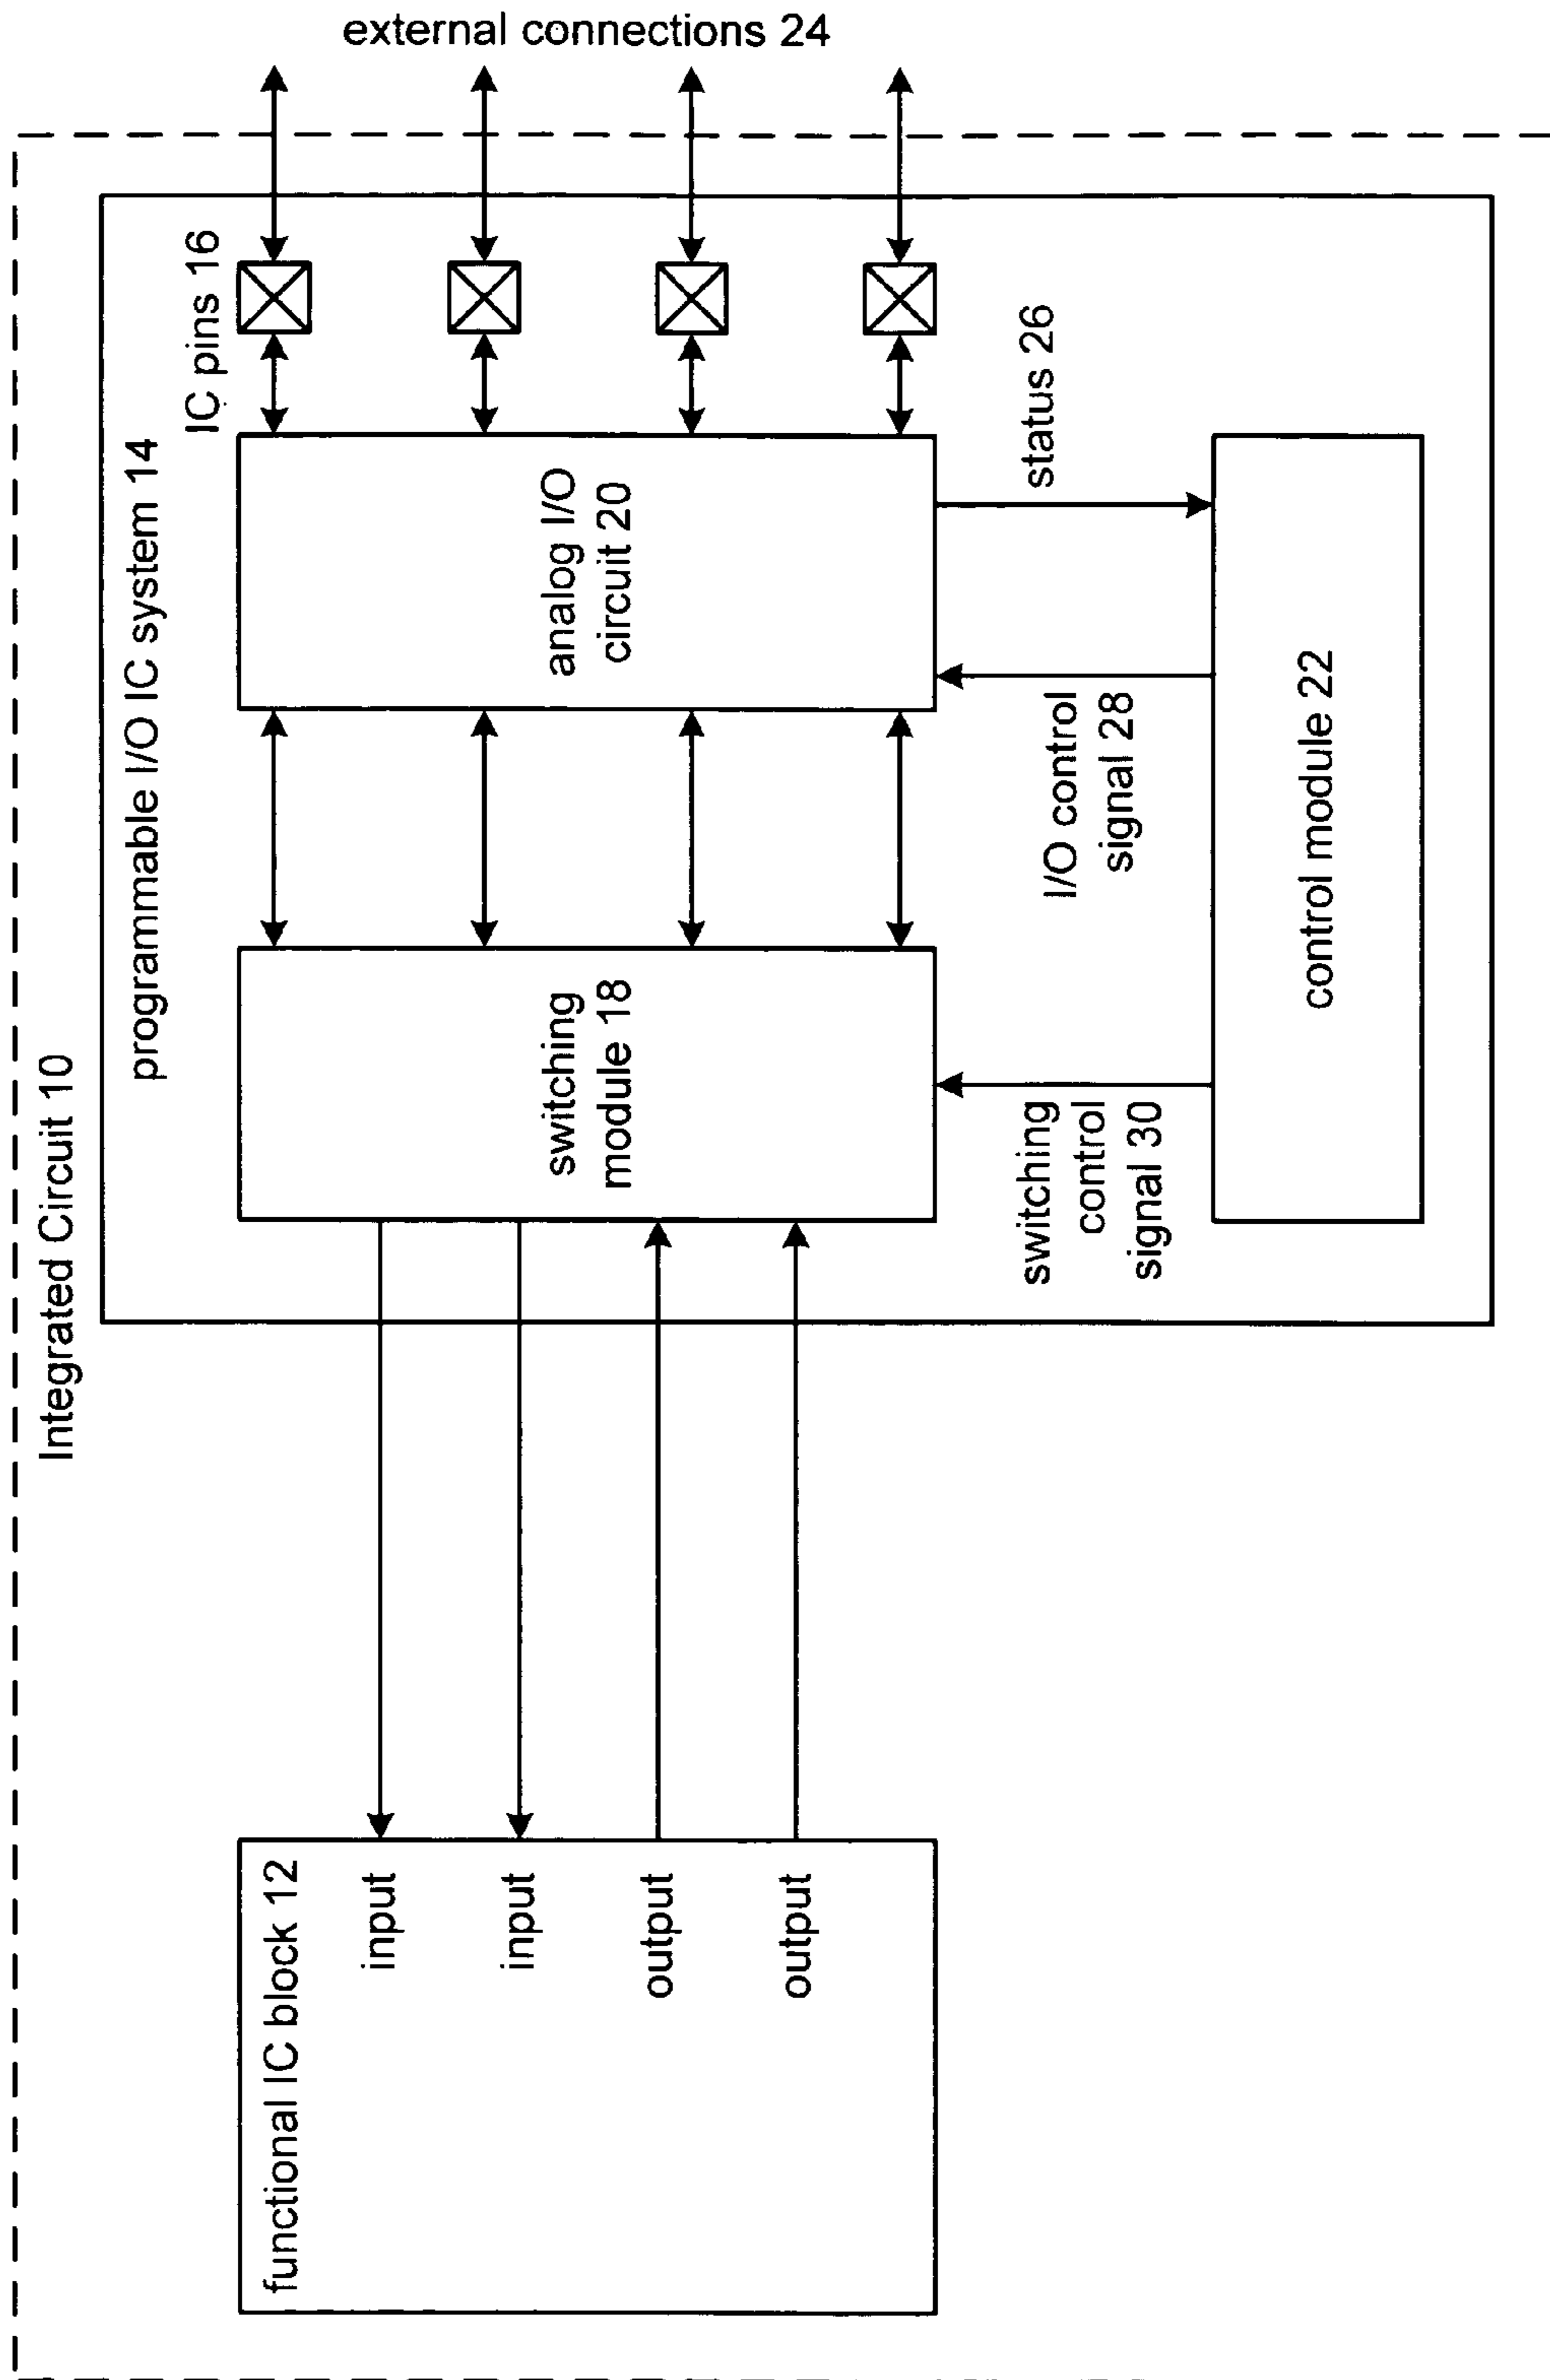 external connections 24
Integrated Circuit 10
programmable I/O IC system 14
IC pins 16
functional IC block 12
input
input
output
output
switching
module 18
analog I/O
circuit 20
switching
control
signal 30
I/O control
signal 28
status 26
control module 22